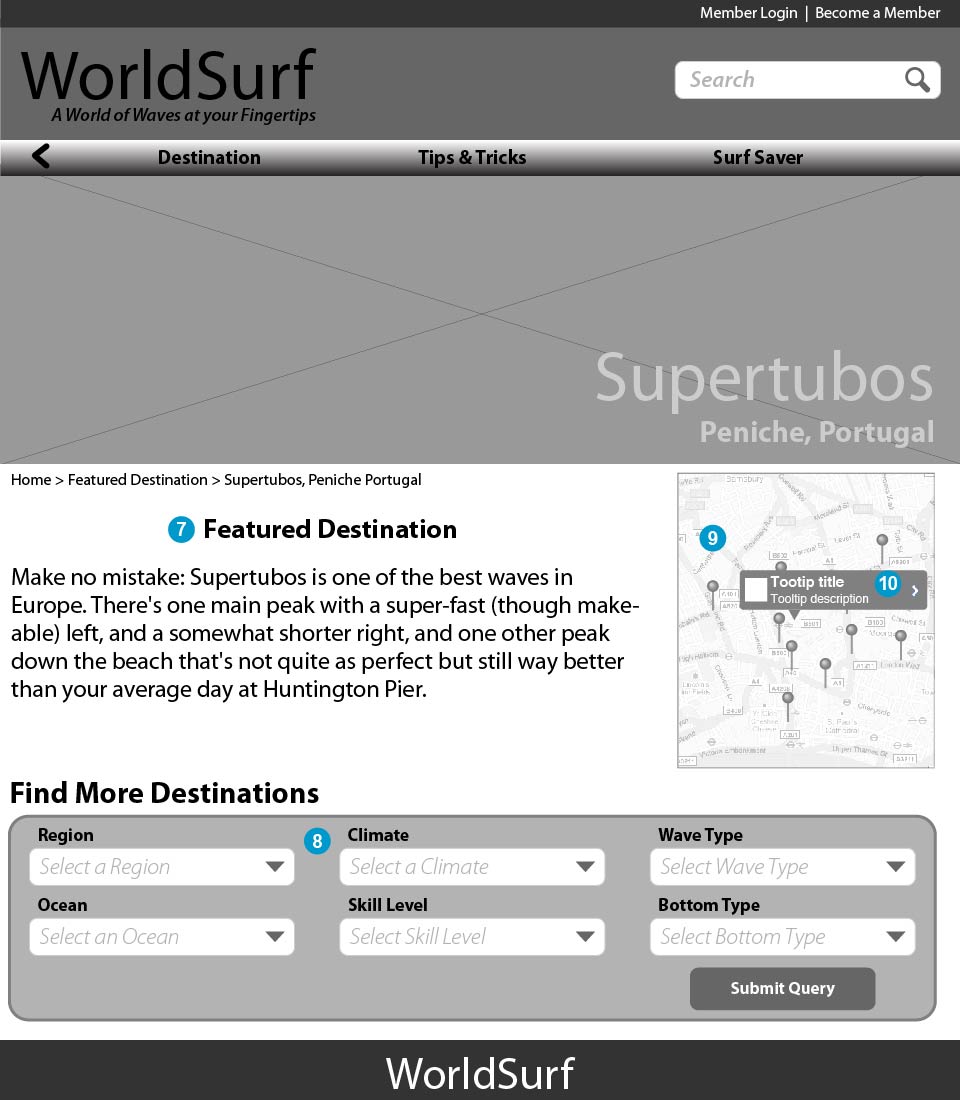 Member Login | Become a Member
WorldSurf
A World of Waves at your Fingertips
Search
Destination
Tips & Tricks
Surf Saver
Supertubos
Peniche, Portugal
Home > Featured Destination > Supertubos, Peniche Portugal
7 Featured Destination
Make no mistake: Supertubos is one of the best waves in
Europe. There's one main peak with a super-fast (though make-
able) left, and a somewhat shorter right, and one other peak
down the beach that's not quite as perfect but still way better
than your average day at Huntington Pier.
9
Tootip title
10
Tooltip description
Find More Destinations
Region
8
Climate
Wave Type
Select a Region
Select a Climate
Select Wave Type
Ocean
Skill Level
Bottom Type
Select an Ocean
Select Skill Level
Select Bottom Type
Submit Query
WorldSurf